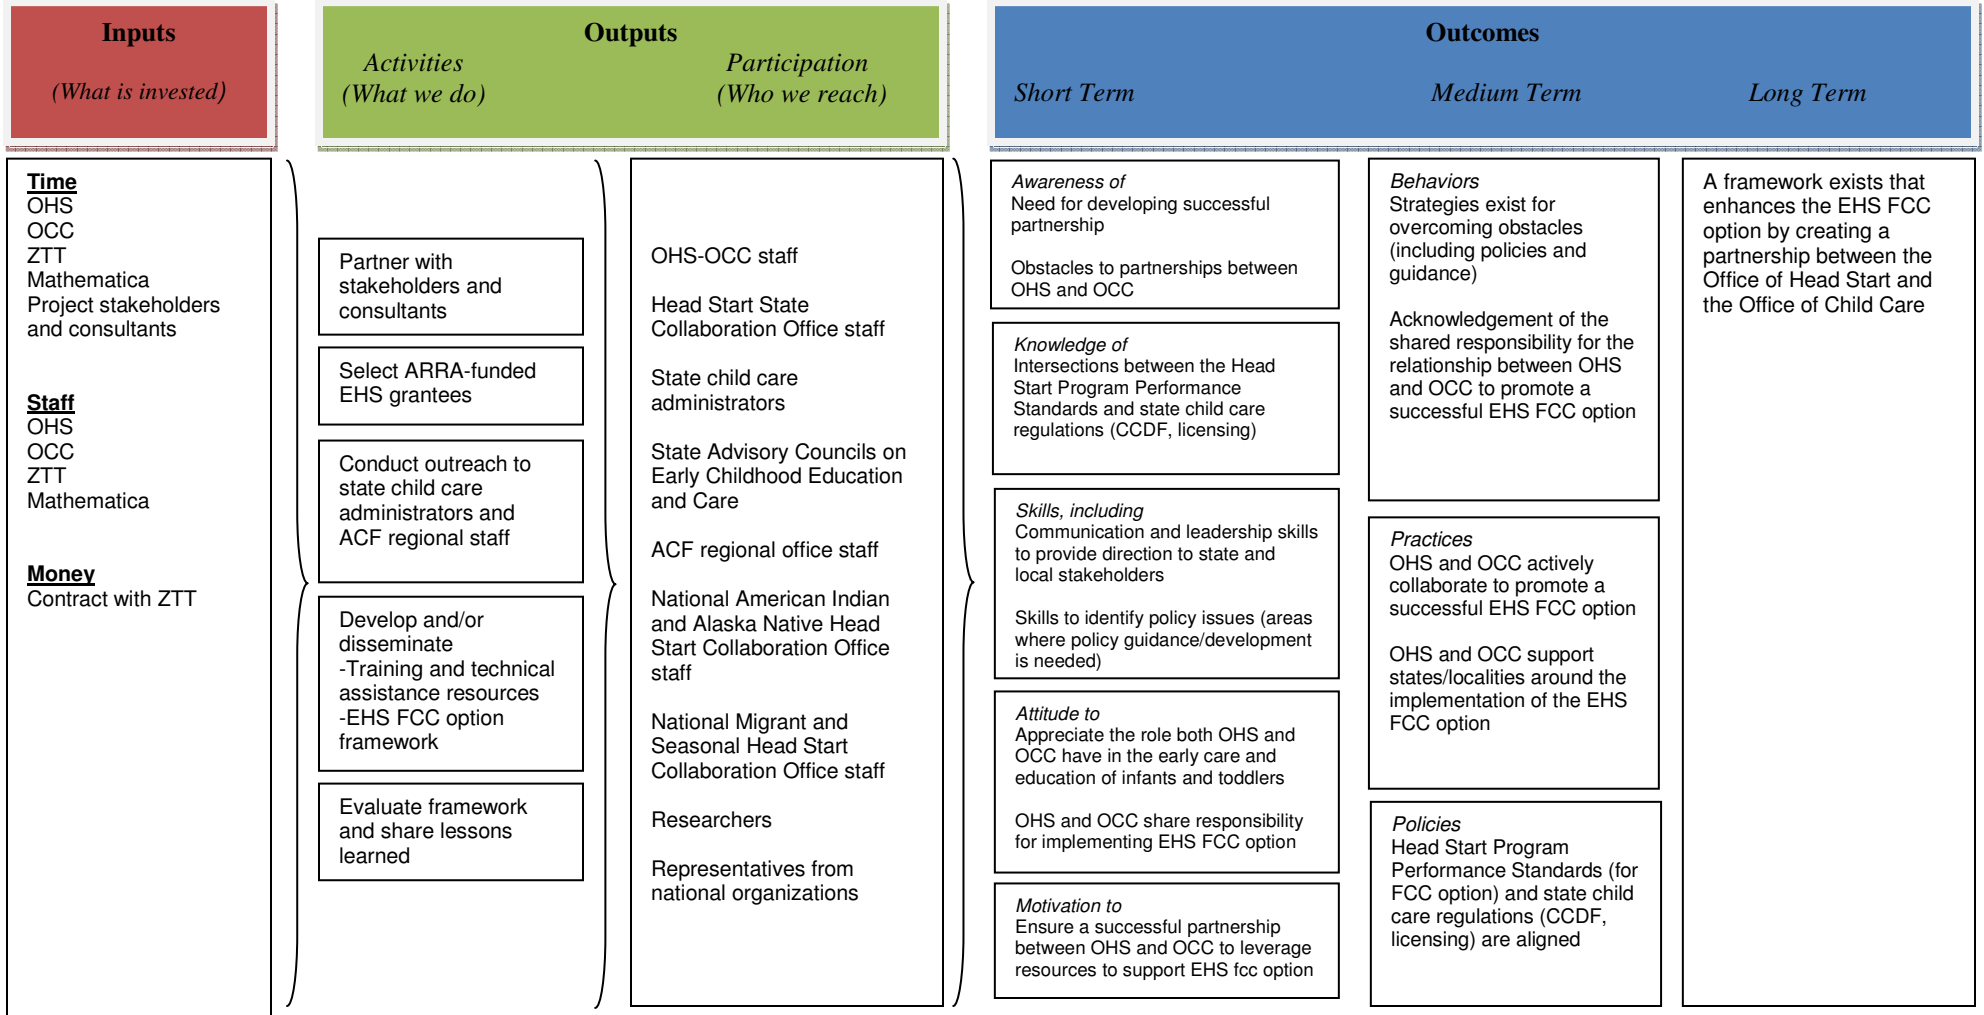 Inputs
(What is invested)
Outputs
Activities
(What we do)
Participation
(Who we reach)
Outcomes
Short Term
Medium Term
Long Term
Time
OHS
OCC
ZTT
Mathematica
Project stakeholders
and consultants
Staff
OHS
OCC
ZTT
Mathematica
Money
Contract with ZTT
Partner with
stakeholders and
consultants
Select ARRA-funded
EHS grantees
Conduct outreach to
state child care
administrators and
ACF regional staff
Develop and/or
disseminate
-Training and technical
assistance resources
-EHS FCC option
framework
Evaluate framework
and share lessons
learned
OHS-OCC staff
Head Start State
Collaboration Office staff
State child care
administrators
State Advisory Councils on
Early Childhood Education
and Care
ACF regional office staff
National American Indian
and Alaska Native Head
Start Collaboration Office
staff
National Migrant and
Seasonal Head Start
Collaboration Office staff
Researchers
Representatives from
national organizations
Awareness of
Need for developing successful
partnership
Obstacles to partnerships between
OHS and OCC
Knowledge of
Intersections between the Head
Start Program Performance
Standards and state child care
regulations (CCDF, licensing)
Skills, including
Communication and leadership skills
to provide direction to state and
local stakeholders
Skills to identify policy issues (areas
where policy guidance/development
is needed)
Attitude to
Appreciate the role both OHS and
OCC have in the early care and
education of infants and toddlers
OHS and OCC share responsibility
for implementing EHS FCC option
Motivation to
Ensure a successful partnership
between OHS and OCC to leverage
resources to support EHS fcc option
Behaviors
Strategies exist for
overcoming obstacles
(including policies and
guidance)
Acknowledgement of the
shared responsibility for the
relationship between OHS
and OCC to promote a
successful EHS FCC option
Practices
OHS and OCC actively
collaborate to promote a
successful EHS FCC option
OHS and OCC support
states/localities around the
implementation of the EHS
FCC option
Policies
Head Start Program
Performance Standards (for
FCC option) and state child
care regulations (CCDF,
licensing) are aligned
A framework exists that
enhances the EHS FCC
option by creating a
partnership between the
Office of Head Start and
the Office of Child Care